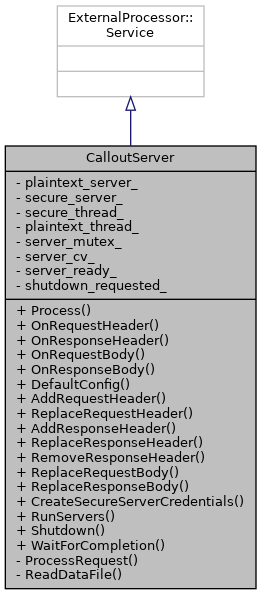 ExternalProcessor::
Service
CalloutServer
- plaintext_server_
- secure_server_
- secure_thread_
- plaintext_thread_
- server_mutex_
- server_cv_
- server_ready_
- shutdown_requested_
+ Process()
+ OnRequestHeader()
+ OnResponseHeader()
+ OnRequestBody()
+ OnResponseBody()
+ DefaultConfig()
+ AddRequestHeader()
+ ReplaceRequestHeader()
+ AddResponseHeader()
+ ReplaceResponseHeader()
+ RemoveResponseHeader()
+ ReplaceRequestBody()
+ ReplaceResponseBody()
+ CreateSecureServerCredentials()
+ RunServers()
+ Shutdown()
+ WaitForCompletion()
- ProcessRequest()
- ReadDataFile()